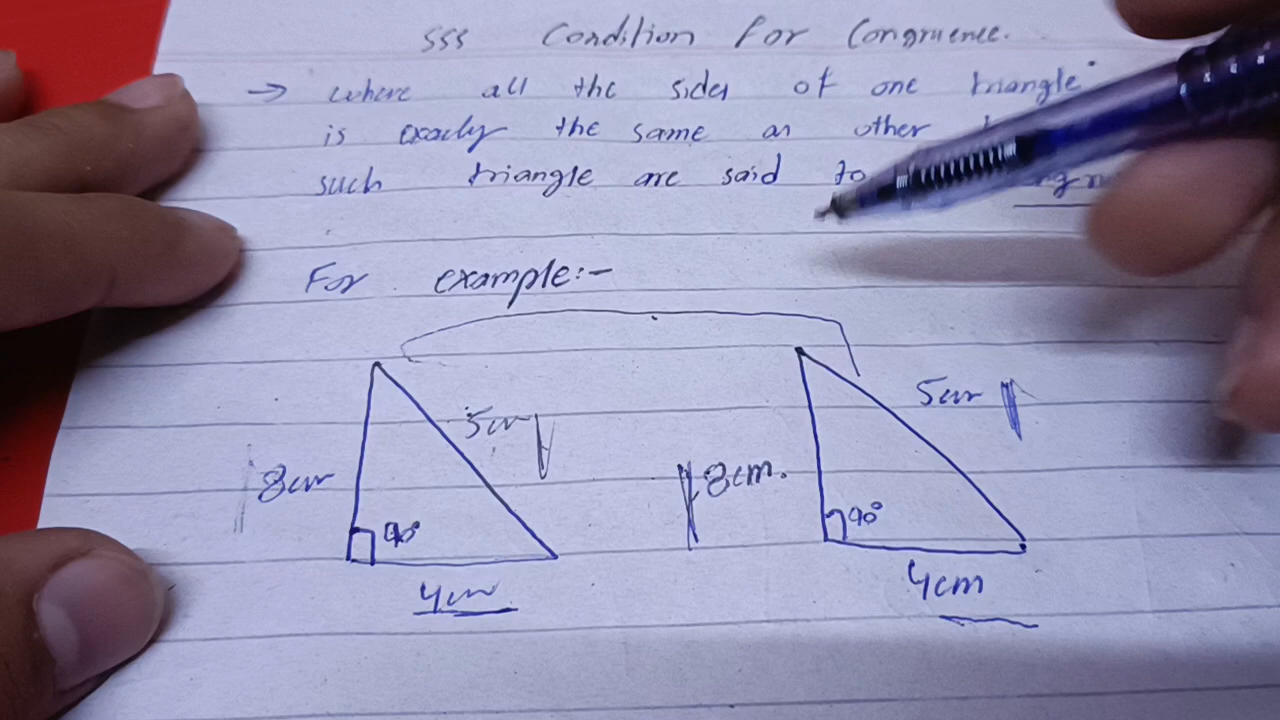 SSS Condition For Congruence.
→ where all the sides of one triangle
is exacly the same as other
such triangle are said to
For example:-
5cm
5cm
8cm
8cm.
90°
90°
4cm
4cm